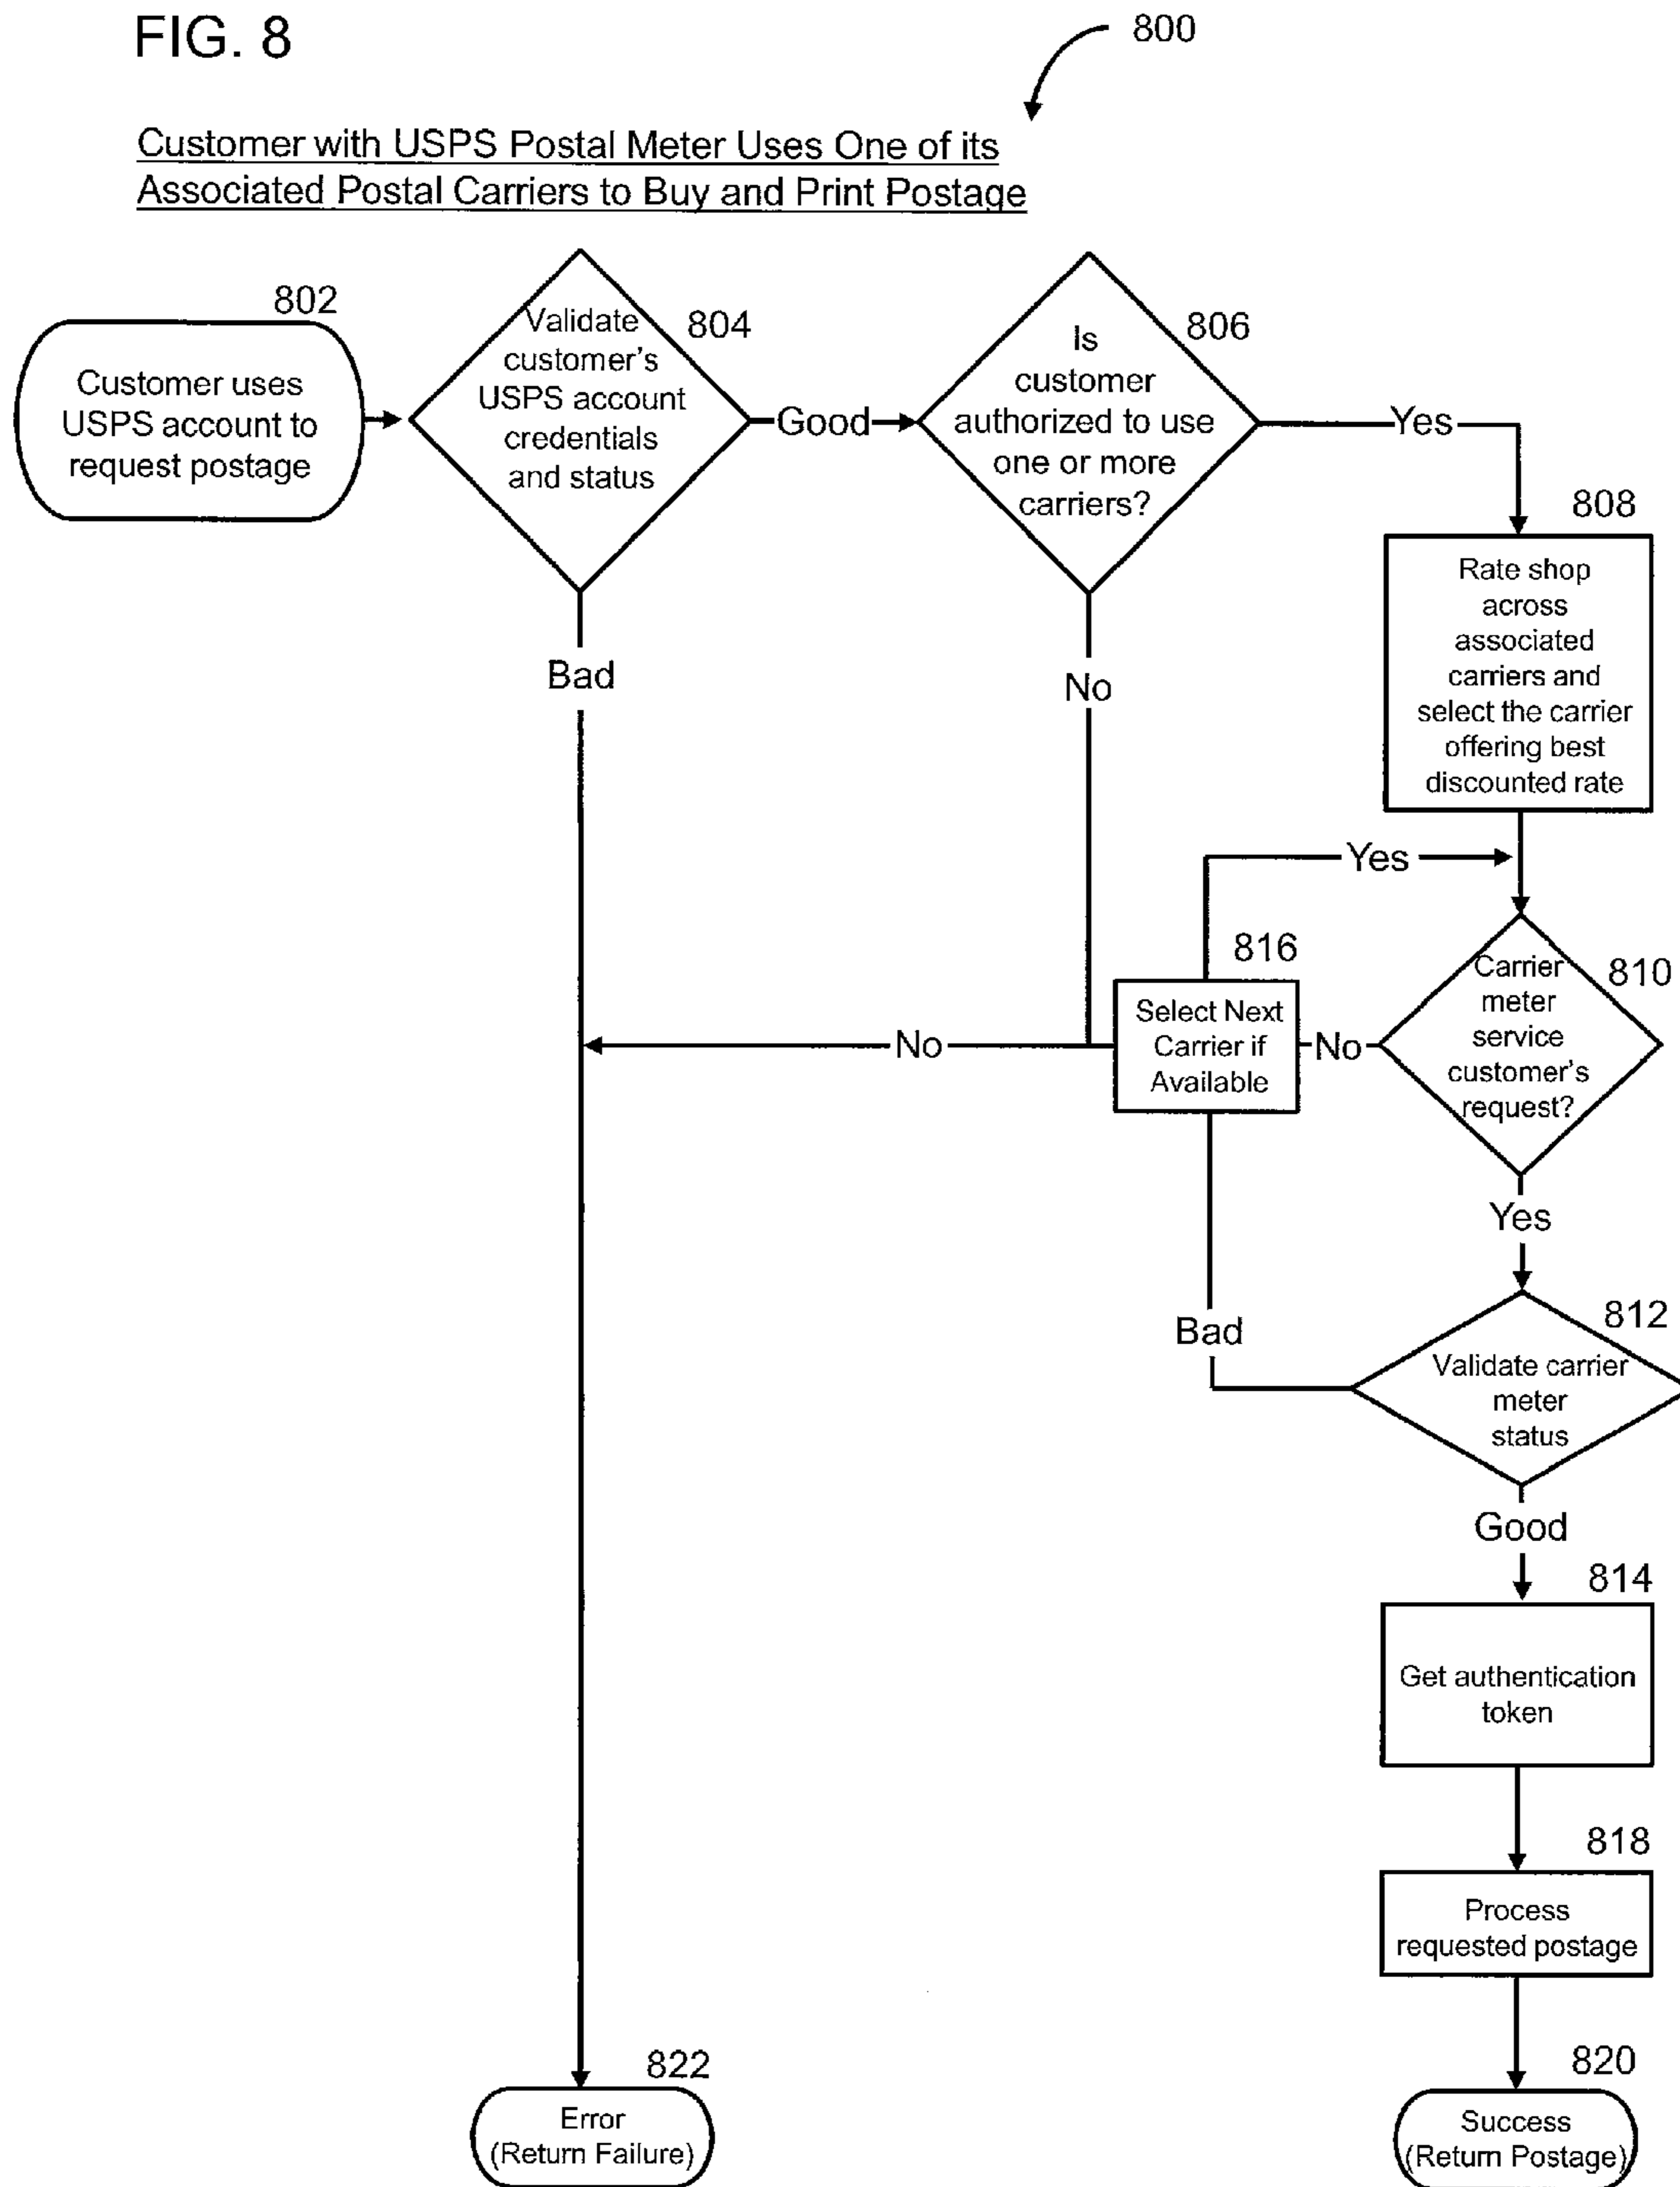 FIG. 8
800
Customer with USPS Postal Meter Uses One of its
Associated Postal Carriers to Buy and Print Postage
802
Customer uses
USPS account to
request postage
804
Validate
customer's
USPS account
credentials
and status
Good
Bad
806
Is
customer
authorized to use
one or more
carriers?
Yes
No
808
Rate shop
across
associated
carriers and
select the carrier
offering best
discounted rate
Yes
816
Select Next
Carrier if
Available
No
No
810
Carrier
meter
service
customer's
request?
Yes
Bad
812
Validate carrier
meter
status
Good
814
Get authentication
token
818
Process
requested postage
822
Error
(Return Failure)
820
Success
(Return Postage)